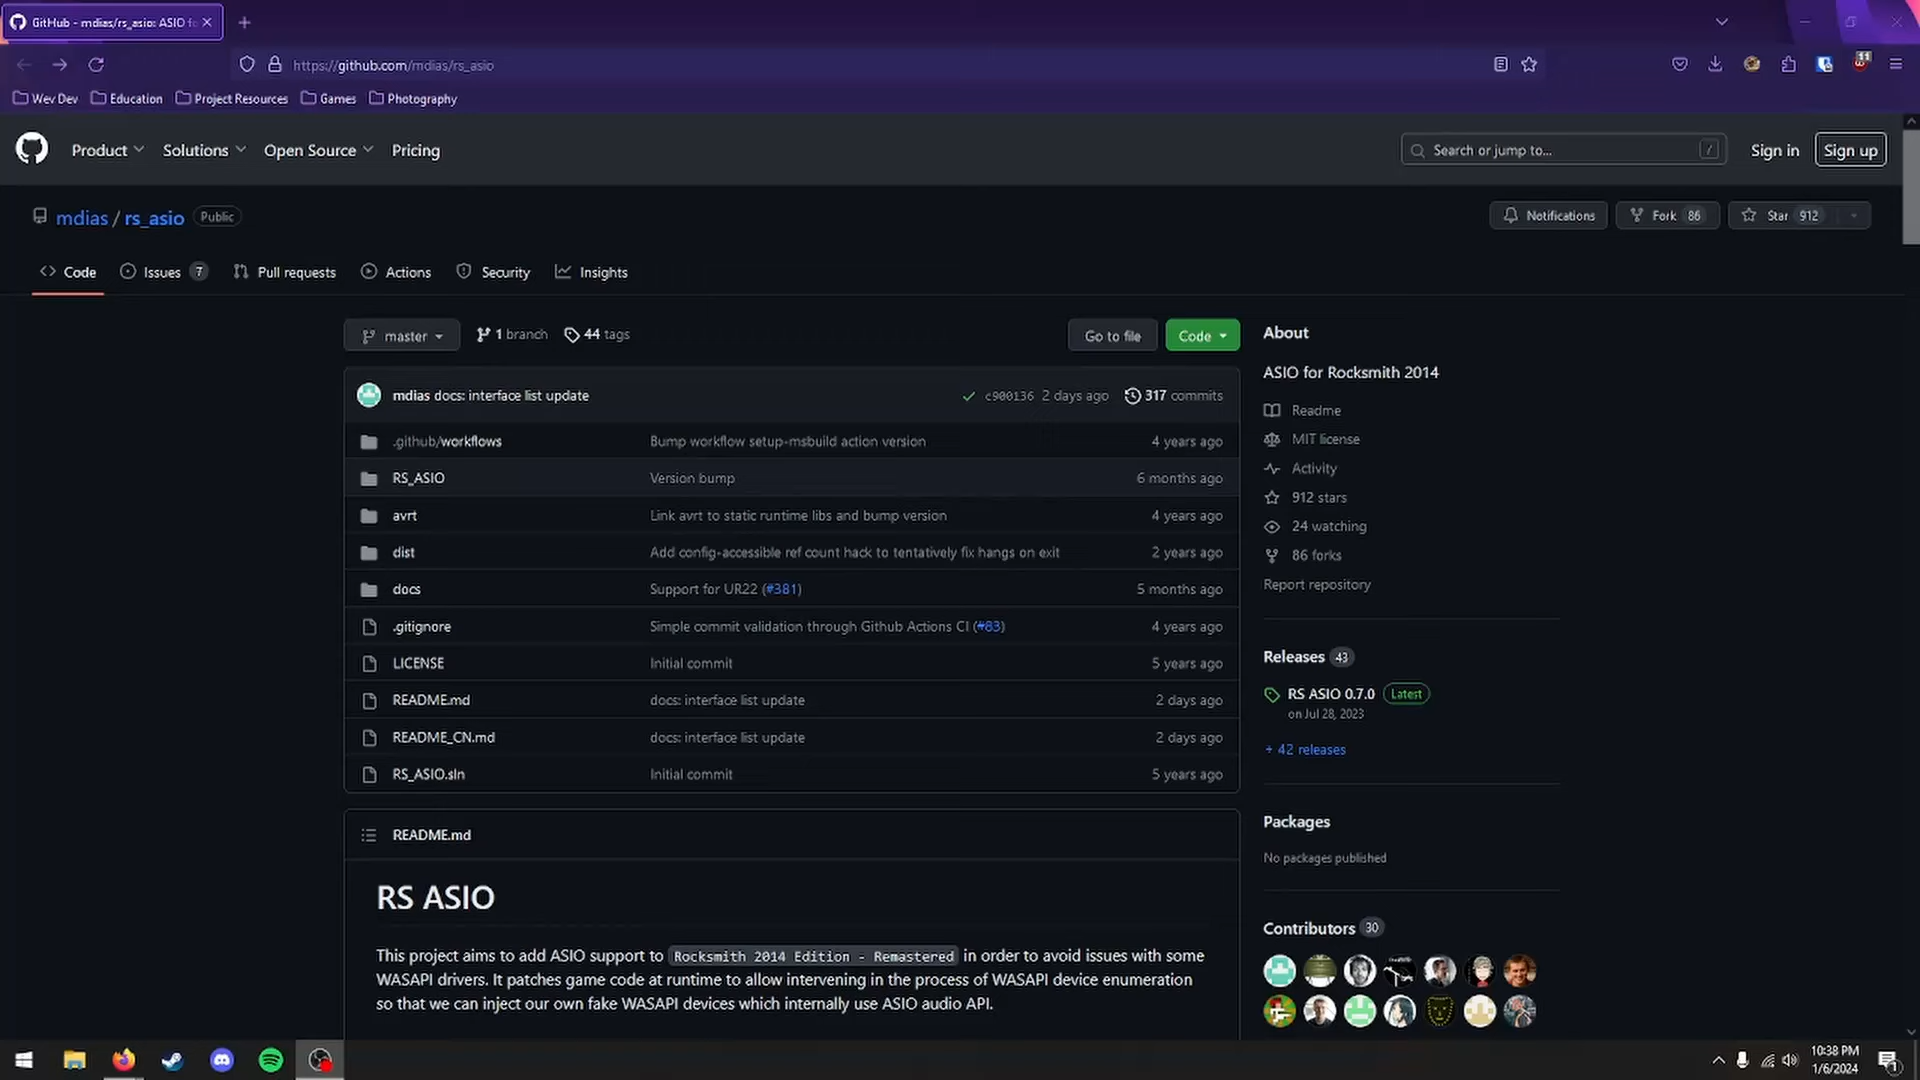 GitHub - mdias/rs_asio: ASIO fo
https://github.com/mdias/rs_asio
11
Wev Dev Education Project Resources Games Photography
Product Solutions Open Source Pricing
Search or jump to... /
Sign in
Sign up
mdias / rs_asio Public
Notifications
Fork 86
Star 912
Code
Issues 7
Pull requests
Actions
Security
Insights
master
1 branch
44 tags
Go to file
Code
mdias docs: interface list update c900136 2 days ago 317 commits
.github/workflows Bump workflow setup-msbuild action version 4 years ago
RS_ASIO Version bump 6 months ago
avrt Link avrt to static runtime libs and bump version 4 years ago
dist Add config-accessible ref count hack to tentatively fix hangs on exit 2 years ago
docs Support for UR22 (#381) 5 months ago
.gitignore Simple commit validation through Github Actions CI (#83) 4 years ago
LICENSE Initial commit 5 years ago
README.md docs: interface list update 2 days ago
README_CN.md docs: interface list update 2 days ago
RS_ASIO.sln Initial commit 5 years ago
README.md
RS ASIO
This project aims to add ASIO support to Rocksmith 2014 Edition - Remastered in order to avoid issues with some
WASAPI drivers. It patches game code at runtime to allow intervening in the process of WASAPI device enumeration
so that we can inject our own fake WASAPI devices which internally use ASIO audio API.
About
ASIO for Rocksmith 2014
Readme
MIT license
Activity
912 stars
24 watching
86 forks
Report repository
Releases 43
RS ASIO 0.7.0 Latest
on Jul 28, 2023
+ 42 releases
Packages
No packages published
Contributors 30
10:38 PM
1/6/2024
1